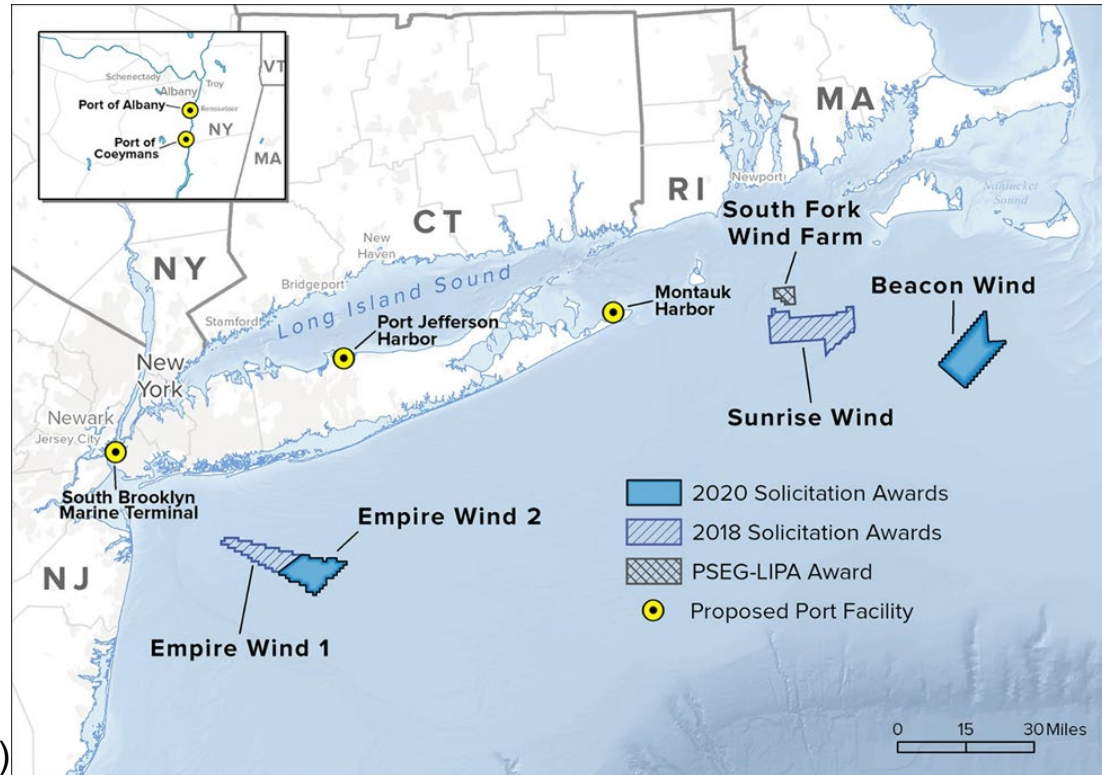 VT
Schenectady
Troy
Albany
Port of Albany
Rensselaer
NY
Port of
Coeymans
MA
MA
RI
Newport
CT
NY
New
Haven
Bridgeport
Stamford
Long Island Sound
Nantucket
Sound
South Fork
Wind Farm
Beacon Wind
Montauk
Harbor
Port Jefferson
Harbor
New
York
Newark
Jersey City
Sunrise Wind
South Brooklyn
Marine Terminal
Empire Wind 2
NJ
Empire Wind 1
2020 Solicitation Awards
2018 Solicitation Awards
PSEG-LIPA Award
Proposed Port Facility
0 15 30 Miles
)